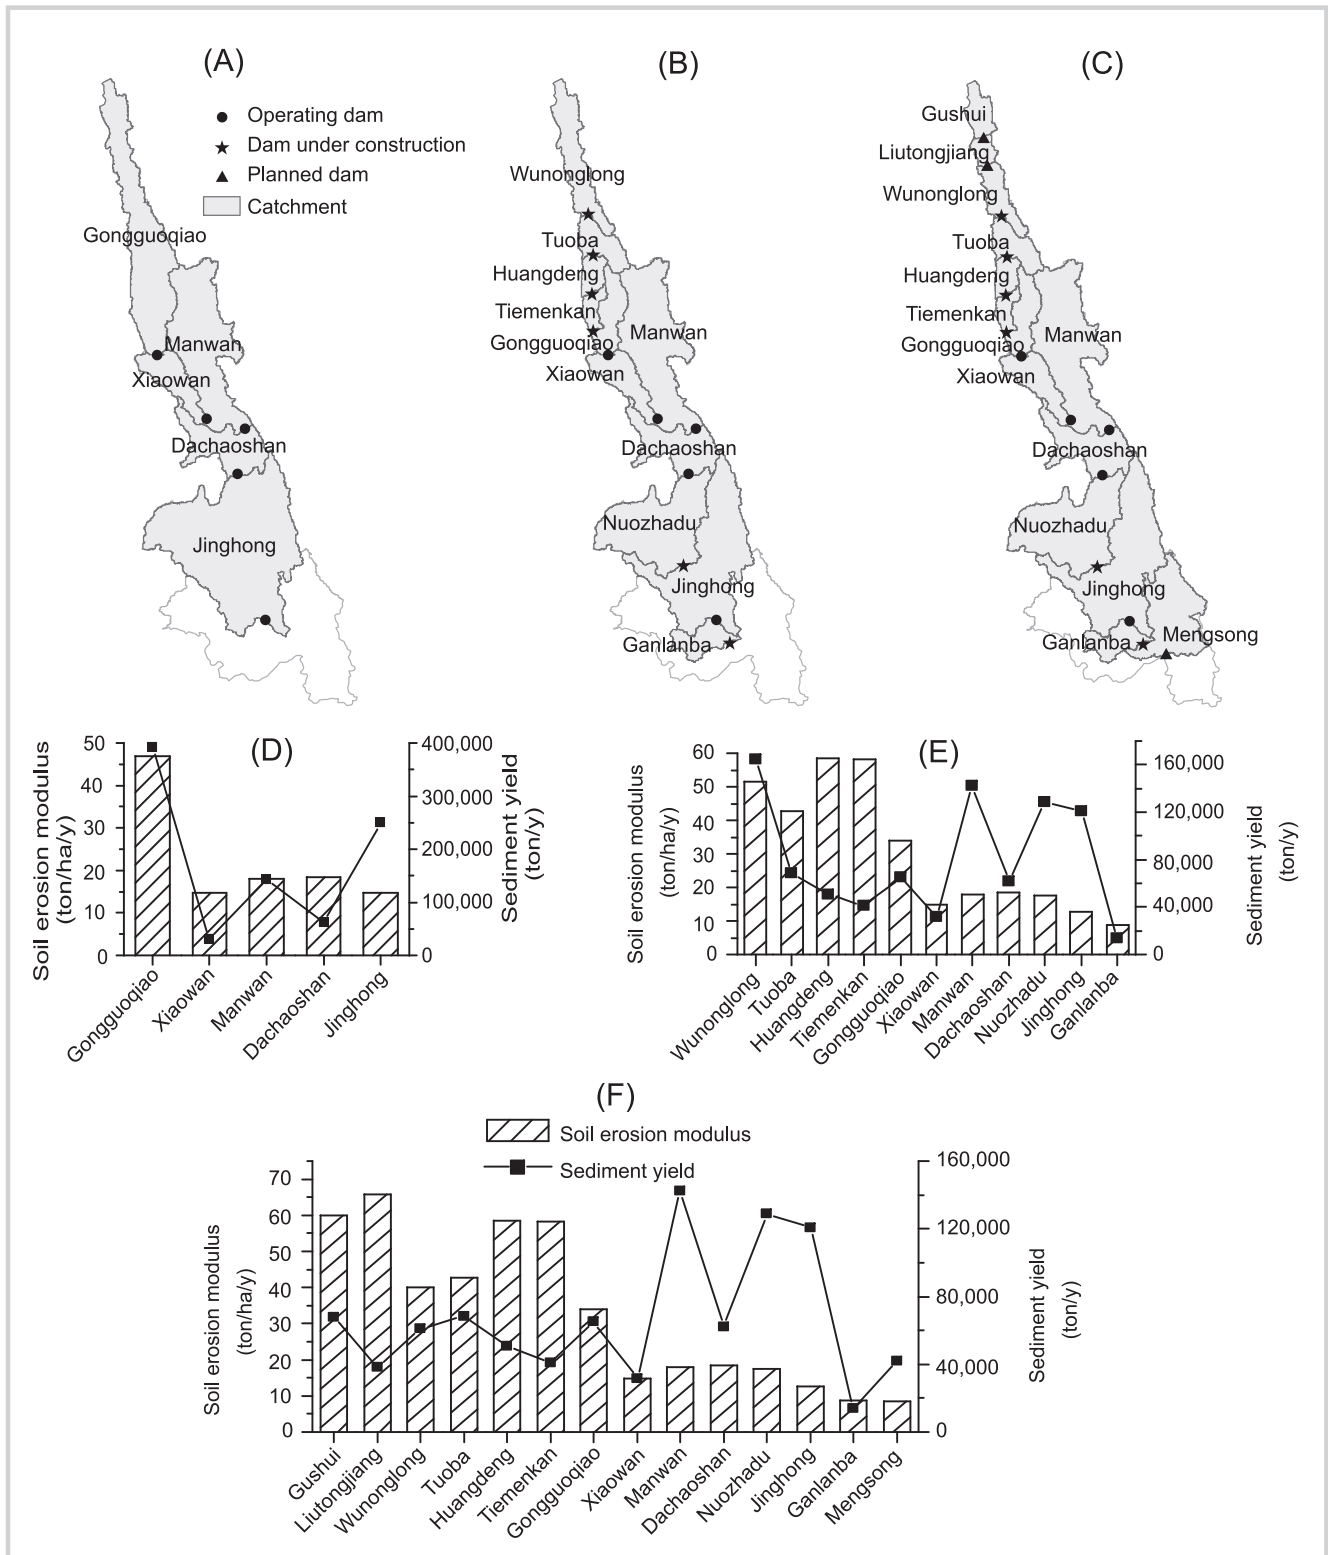 (A)
(B)
(C)
Operating dam
Dam under construction
Planned dam
Catchment
Gongguoqiao
Manwan
Xiaowan
Dachaoshan
Jinghong
Wunonglong
Tuoba
Huangdeng
Tiemenkan
Manwan
Gongguoqiao
Xiaowan
Dachaoshan
Nuozhadu
Jinghong
Ganlanba
Gushui
Liutongjiang
Wunonglong
Tuoba
Huangdeng
Tiemenkan
Manwan
Gongguoqiao
Xiaowan
Dachaoshan
Nuozhadu
Jinghong
Mengsong
Ganlanba
(D)
Soil erosion modulus
(ton/ha/y)
50
40
30
20
10
0
400,000
300,000
200,000
100,000
0
Sediment yield
(ton/y)
Gongguoqiao
Xiaowan
Manwan
Dachaoshan
Jinghong
(E)
Soil erosion modulus
(ton/ha/y)
60
50
40
30
20
10
0
160,000
120,000
80,000
40,000
0
Sediment yield
(ton/y)
Wunonglong
Tuoba
Huangdeng
Tiemenkan
Gongguoqiao
Xiaowan
Manwan
Dachaoshan
Nuozhadu
Jinghong
Ganlanba
(F)
Soil erosion modulus
Sediment yield
Soil erosion modulus
(ton/ha/y)
70
60
50
40
30
20
10
0
160,000
120,000
80,000
40,000
0
Sediment yield
(ton/y)
Gushui
Liutongjiang
Wunonglong
Tuoba
Huangdeng
Tiemenkan
Gongguoqiao
Xiaowan
Manwan
Dachaoshan
Nuozhadu
Jinghong
Ganlanba
Mengsong